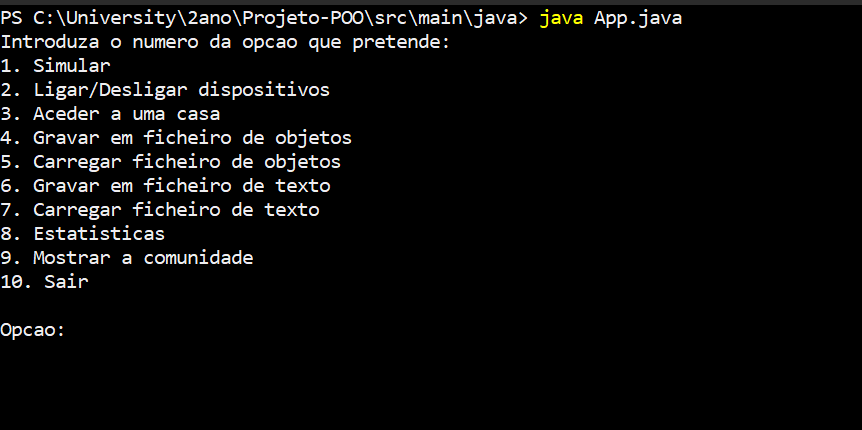 PS C:\University\2ano\Projeto-POO\src\main\java> java App.java
Introduza o numero da opcao que pretende:
1. Simular
2. Ligar/Desligar dispositivos
3. Aceder a uma casa
4. Gravar em ficheiro de objetos
5. Carregar ficheiro de objetos
6. Gravar em ficheiro de texto
7. Carregar ficheiro de texto
8. Estatisticas
9. Mostrar a comunidade
10. Sair
Opcao: